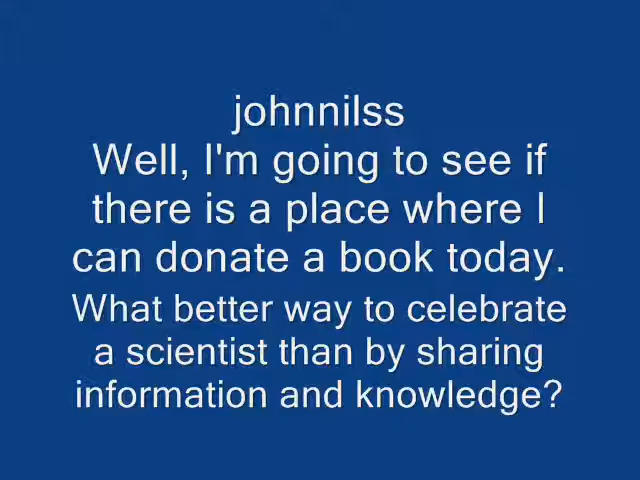 johnnilss
Well, I'm going to see if
there is a place where I
can donate a book today.
What better way to celebrate
a scientist than by sharing
information and knowledge?